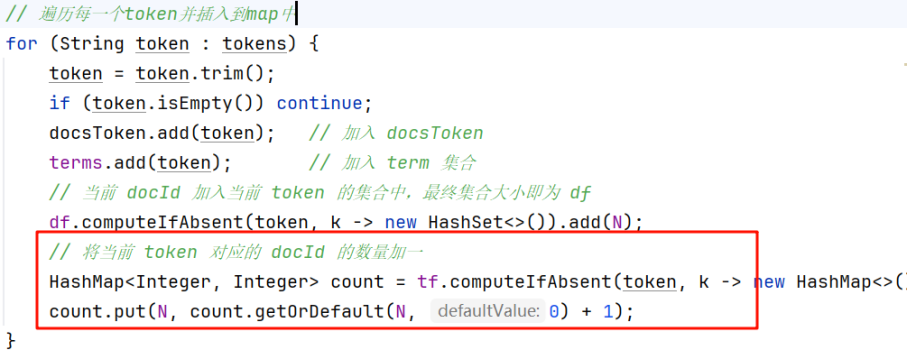 // 遍历每一个token并插入到map中
for (String token : tokens) {
token = token.trim();
if (token.isEmpty()) continue;
docsToken.add(token);   // 加入 docsToken
terms.add(token);       // 加入 term 集合
// 当前 docId 加入当前 token 的集合中，最终集合大小即为 df
df.computeIfAbsent(token, k -> new HashSet<>()).add(N);
// 将当前 token 对应的 docId 的数量加一
HashMap<Integer, Integer> count = tf.computeIfAbsent(token, k -> new HashMap<>()
count.put(N, count.getOrDefault(N, defaultValue: 0) + 1);
}